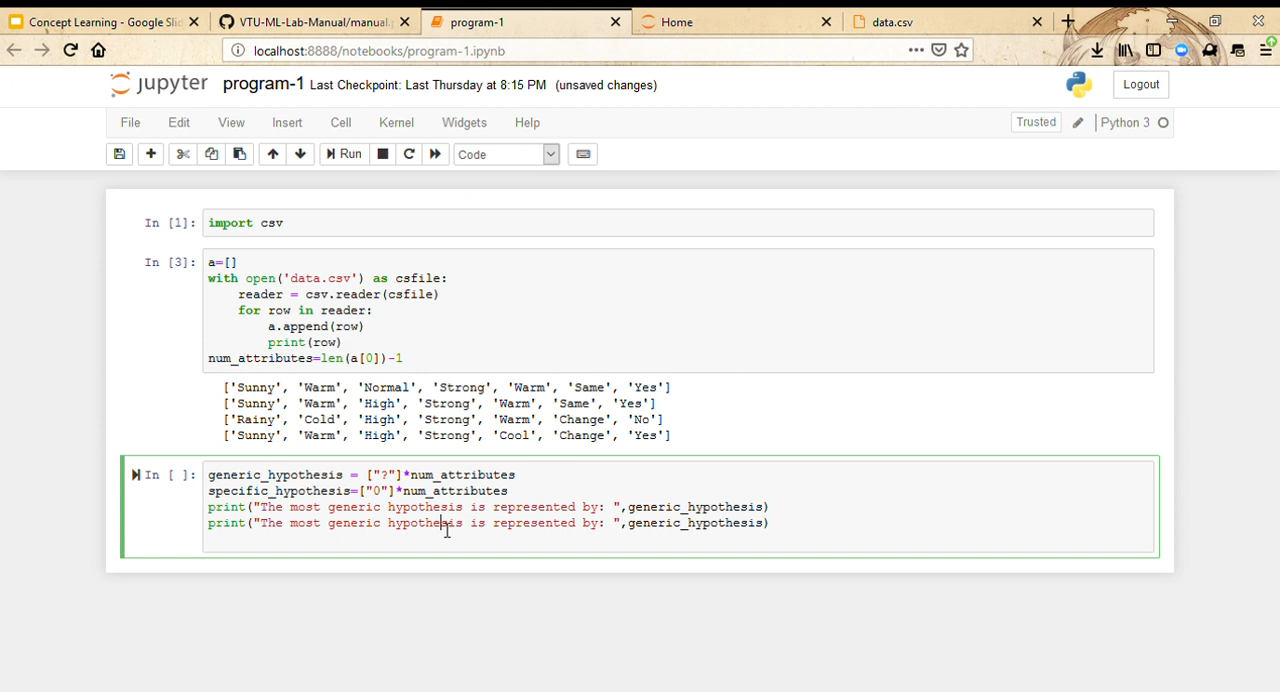 Concept Learning - Google Slid
VTU-ML-Lab-Manual/manual.
program-1
Home
data.csv
localhost:8888/notebooks/program-1.ipynb
jupyter program-1 Last Checkpoint: Last Thursday at 8:15 PM (unsaved changes)
Logout
File Edit View Insert Cell Kernel Widgets Help
Trusted
Python 3
Run
Code
In [1]:
import csv
In [3]:
a=[]
with open('data.csv') as csfile:
    reader = csv.reader(csfile)
    for row in reader:
        a.append(row)
        print(row)
num_attributes=len(a[0])-1
['Sunny', 'Warm', 'Normal', 'Strong', 'Warm', 'Same', 'Yes']
['Sunny', 'Warm', 'High', 'Strong', 'Warm', 'Same', 'Yes']
['Rainy', 'Cold', 'High', 'Strong', 'Warm', 'Change', 'No']
['Sunny', 'Warm', 'High', 'Strong', 'Cool', 'Change', 'Yes']
In [ ]:
generic_hypothesis = ["?"]*num_attributes
specific_hypothesis=["0"]*num_attributes
print("The most generic hypothesis is represented by: ",generic_hypothesis)
print("The most generic hypothesis is represented by: ",generic_hypothesis)